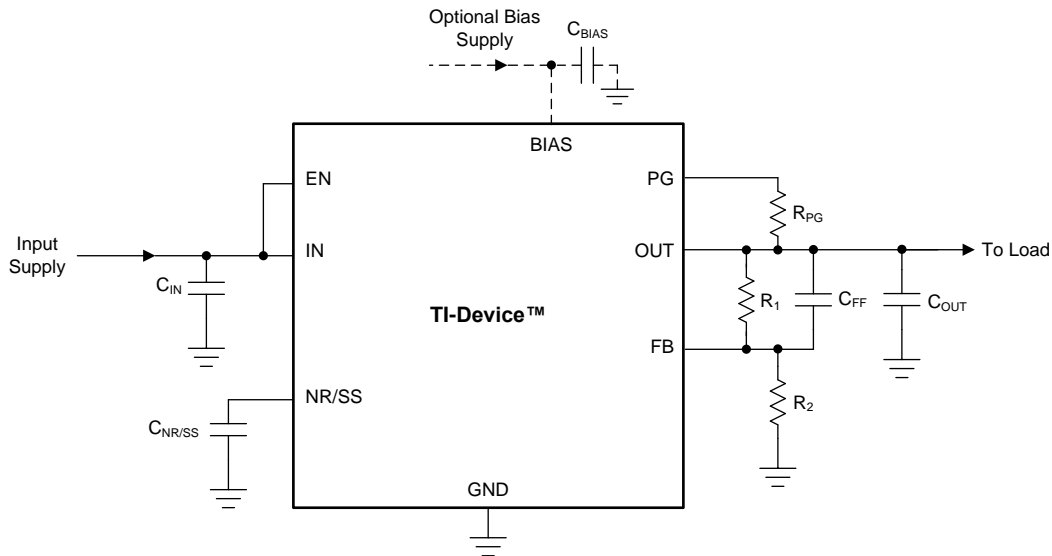 Optional Bias
Supply
C_BIAS
BIAS
EN
PG
R_PG
Input
Supply
IN
OUT
To Load
C_IN
R_1
C_FF
C_OUT
TI-Device™
FB
NR/SS
R_2
C_NR/SS
GND